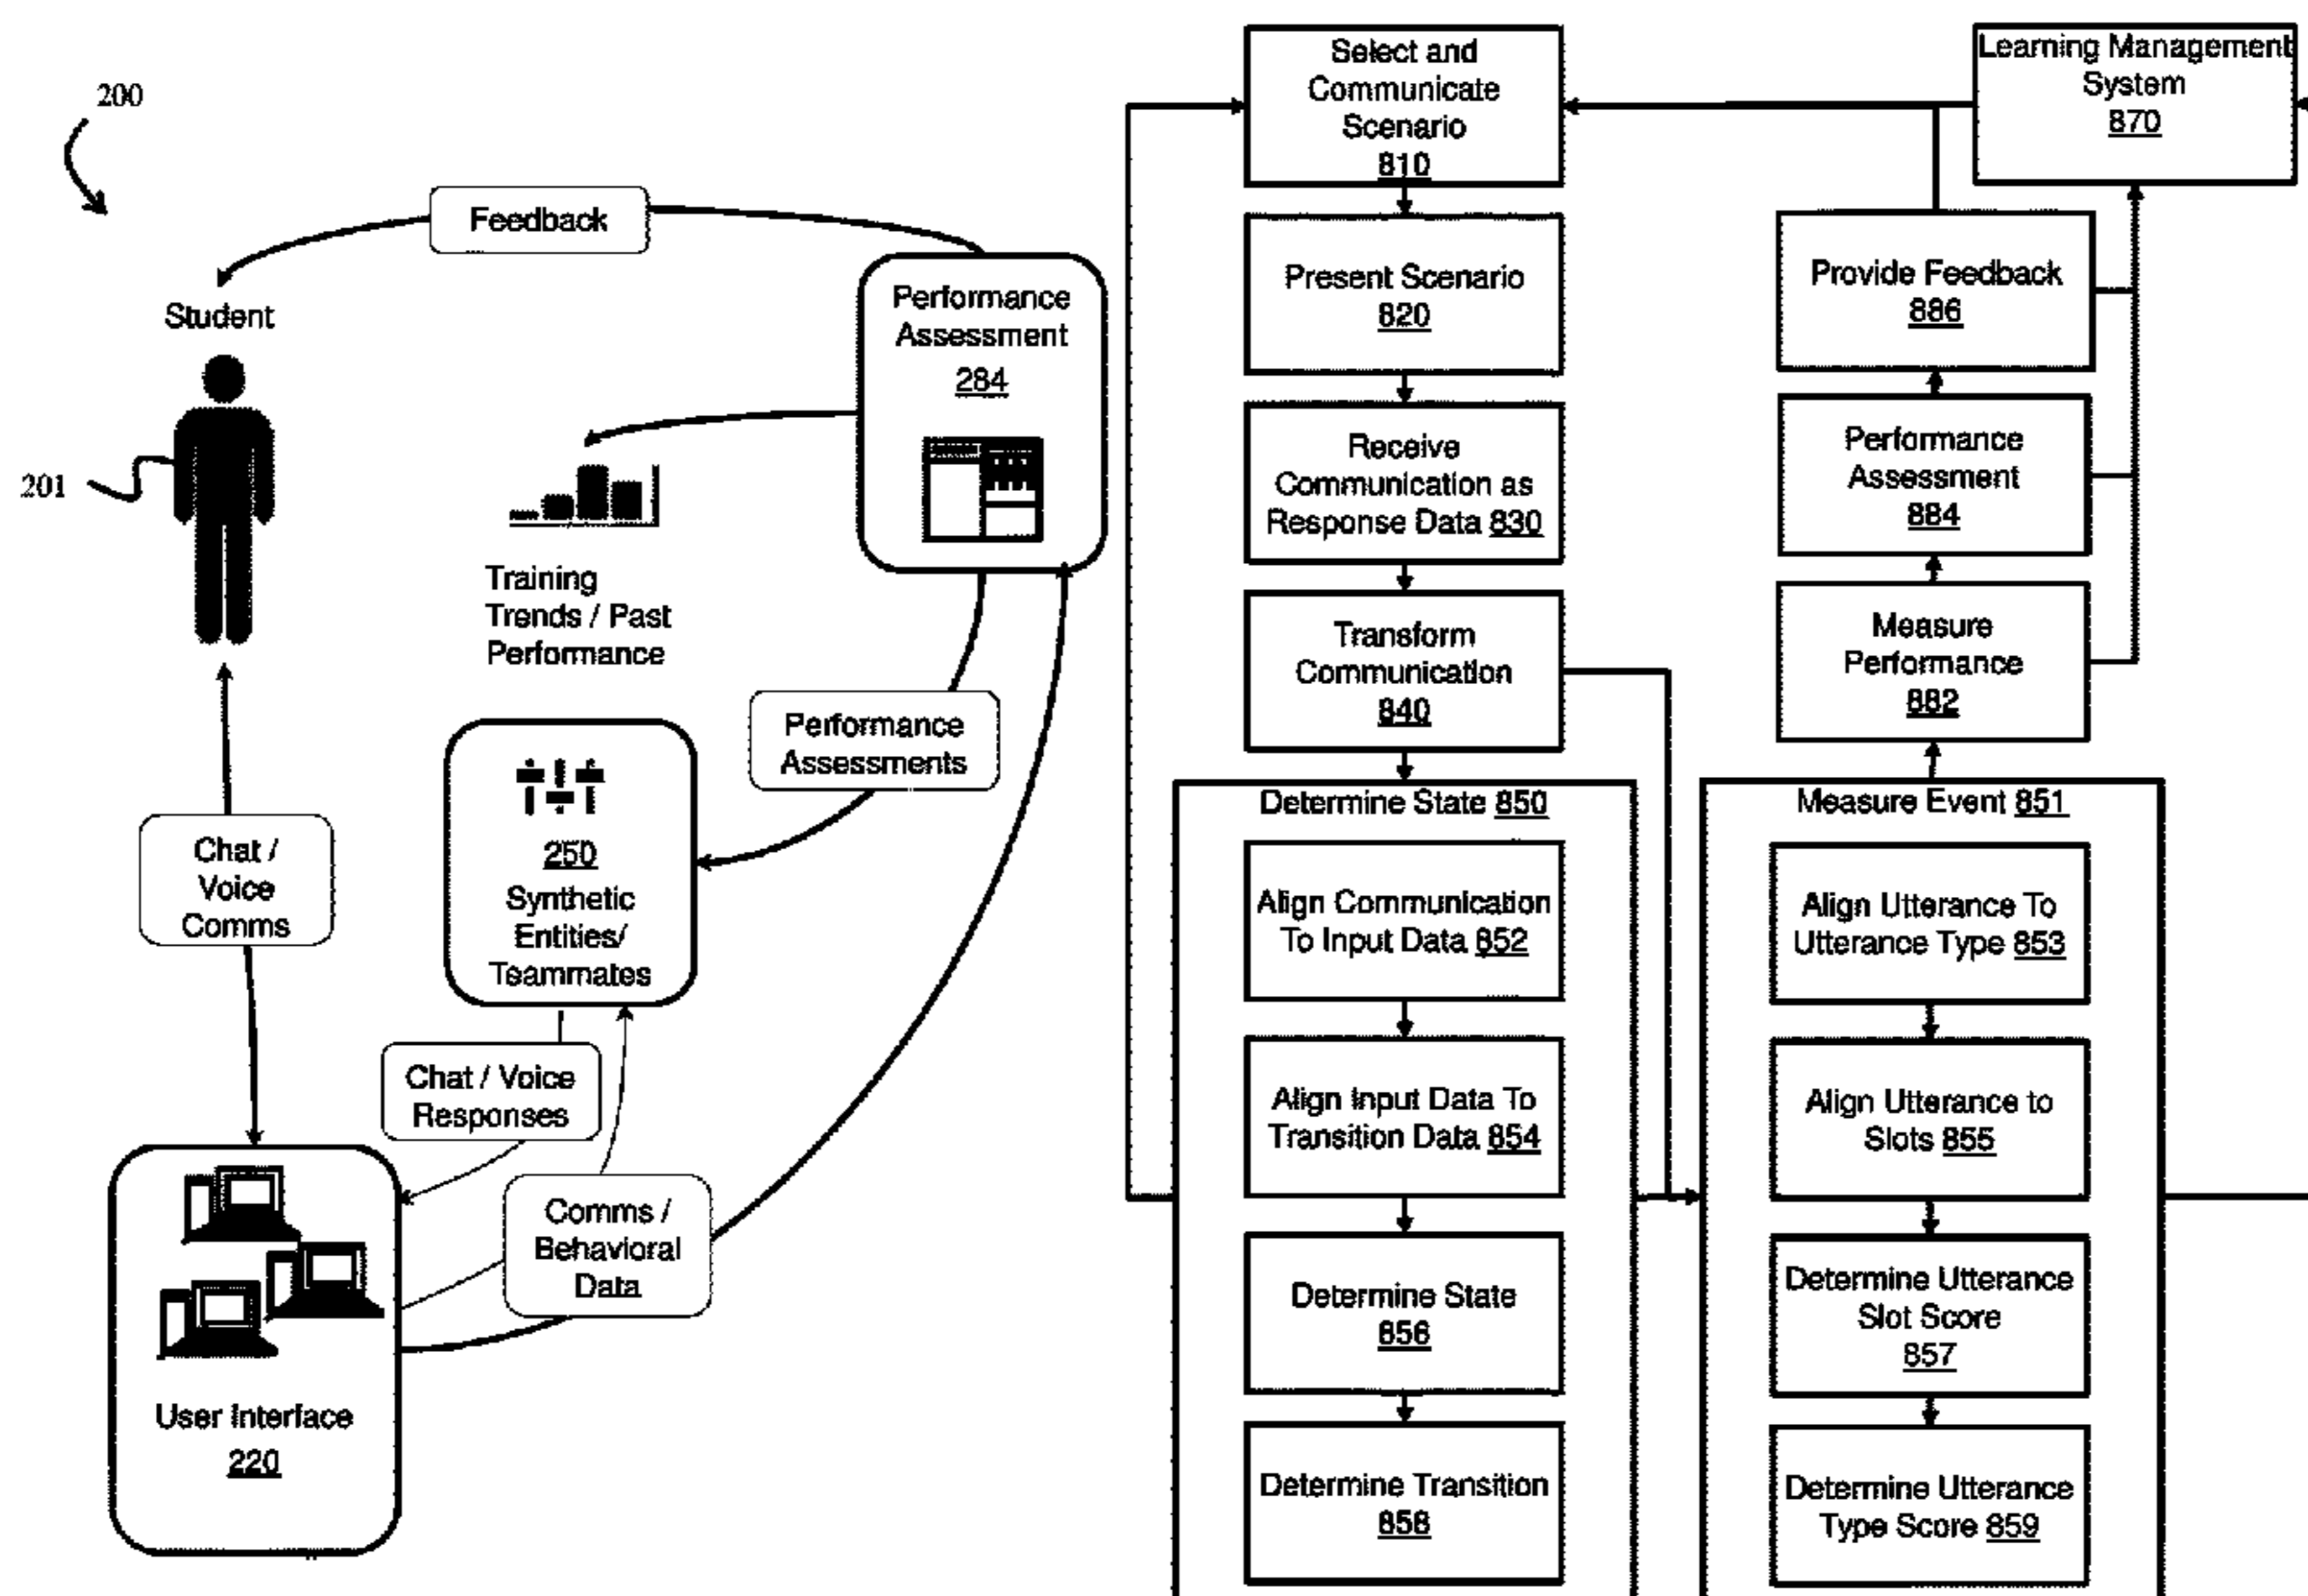 200
Feedback
Student
201
Performance
Assessment
284
Training
Trends / Past
Performance
Performance
Assessments
250
Synthetic
Entities/
Teammates
Chat /
Voice
Comms
Chat / Voice
Responses
Comms /
Behavioral
Data
User Interface
220
Select and
Communicate
Scenario
810
Present Scenario
820
Receive
Communication as
Response Data 830
Transform
Communication
840
Determine State 850
Align Communication
To Input Data 852
Align Input Data To
Transition Data 854
Determine State
856
Determine Transition
858
Learning Management
System
870
Provide Feedback
886
Performance
Assessment
884
Measure
Performance
882
Measure Event 851
Align Utterance To
Utterance Type 853
Align Utterance to
Slots 855
Determine Utterance
Slot Score
857
Determine Utterance
Type Score 859